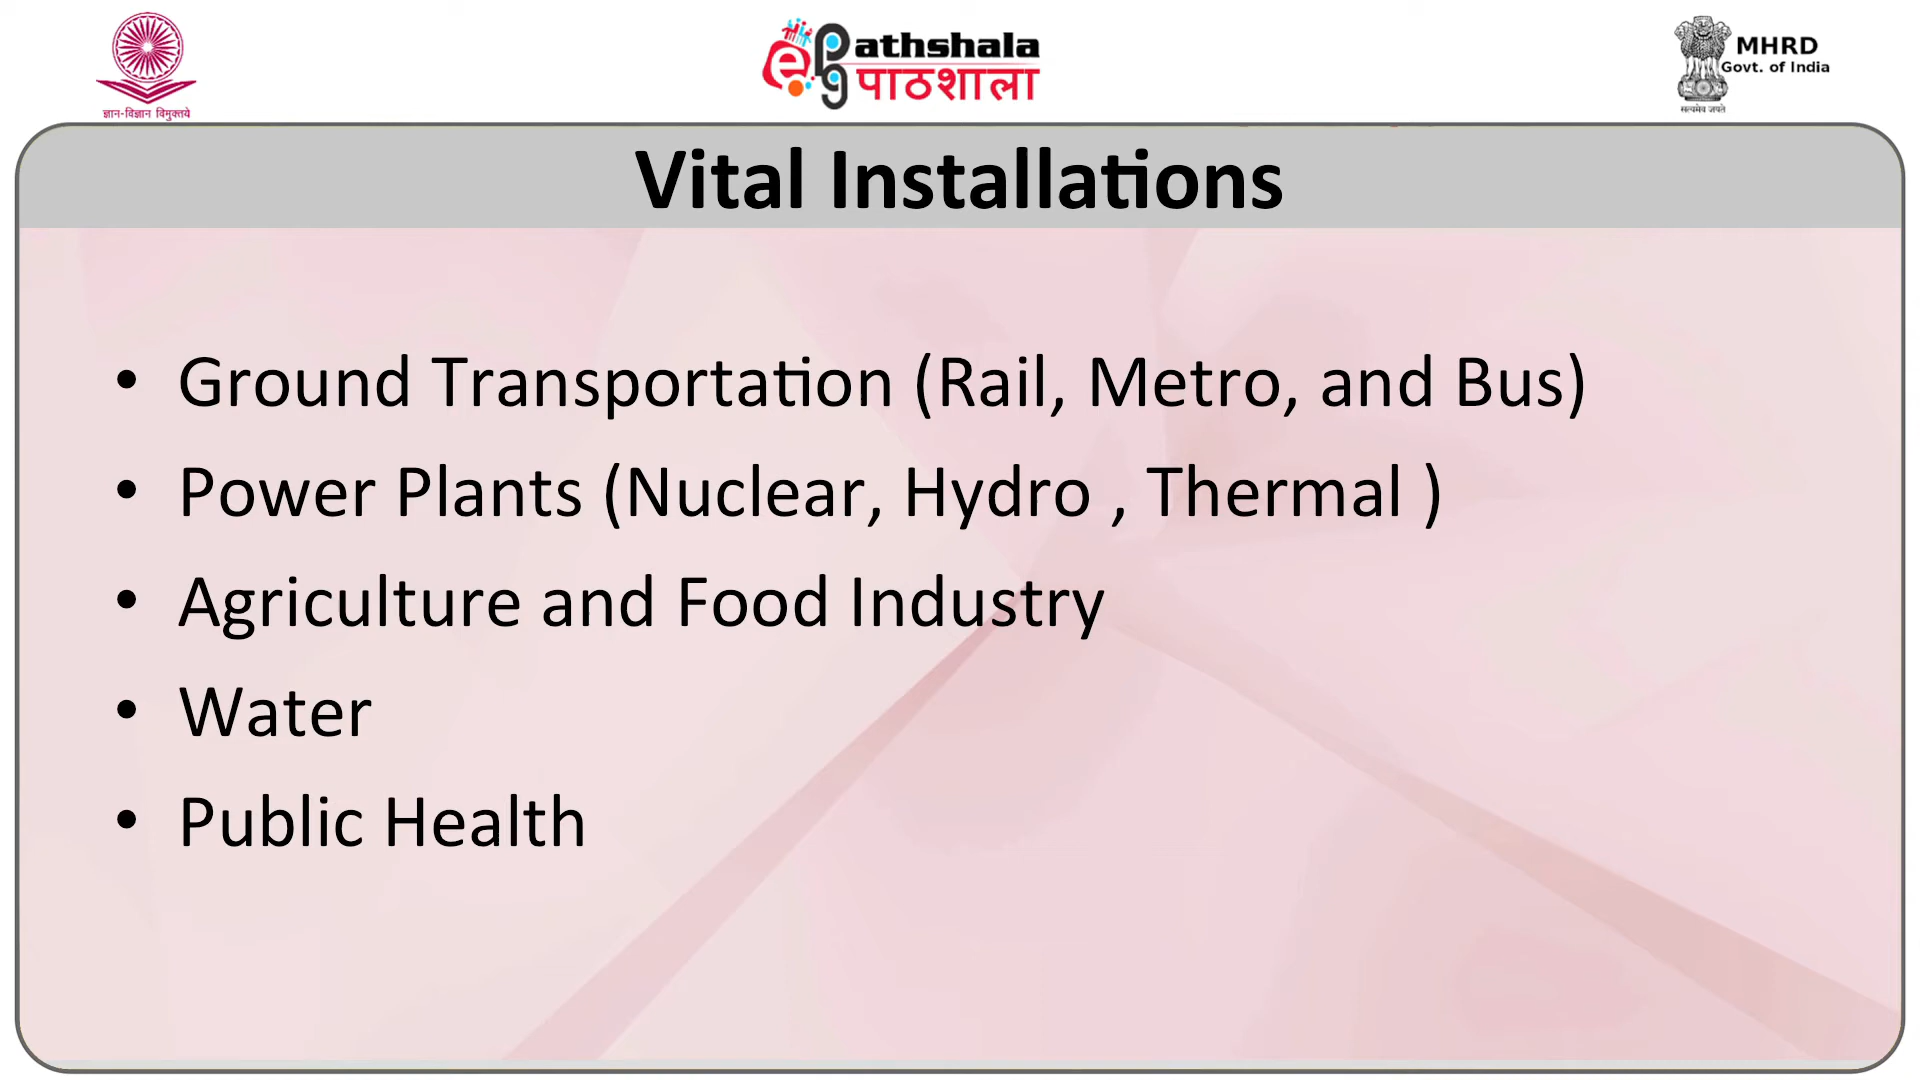 ज्ञान-विज्ञान विमुक्तये
e pg athshala
पाठशाला
MHRD
Govt. of India
सत्यमेव जयते
Vital Installations
• Ground Transportation (Rail, Metro, and Bus)
• Power Plants (Nuclear, Hydro , Thermal )
• Agriculture and Food Industry
• Water
• Public Health